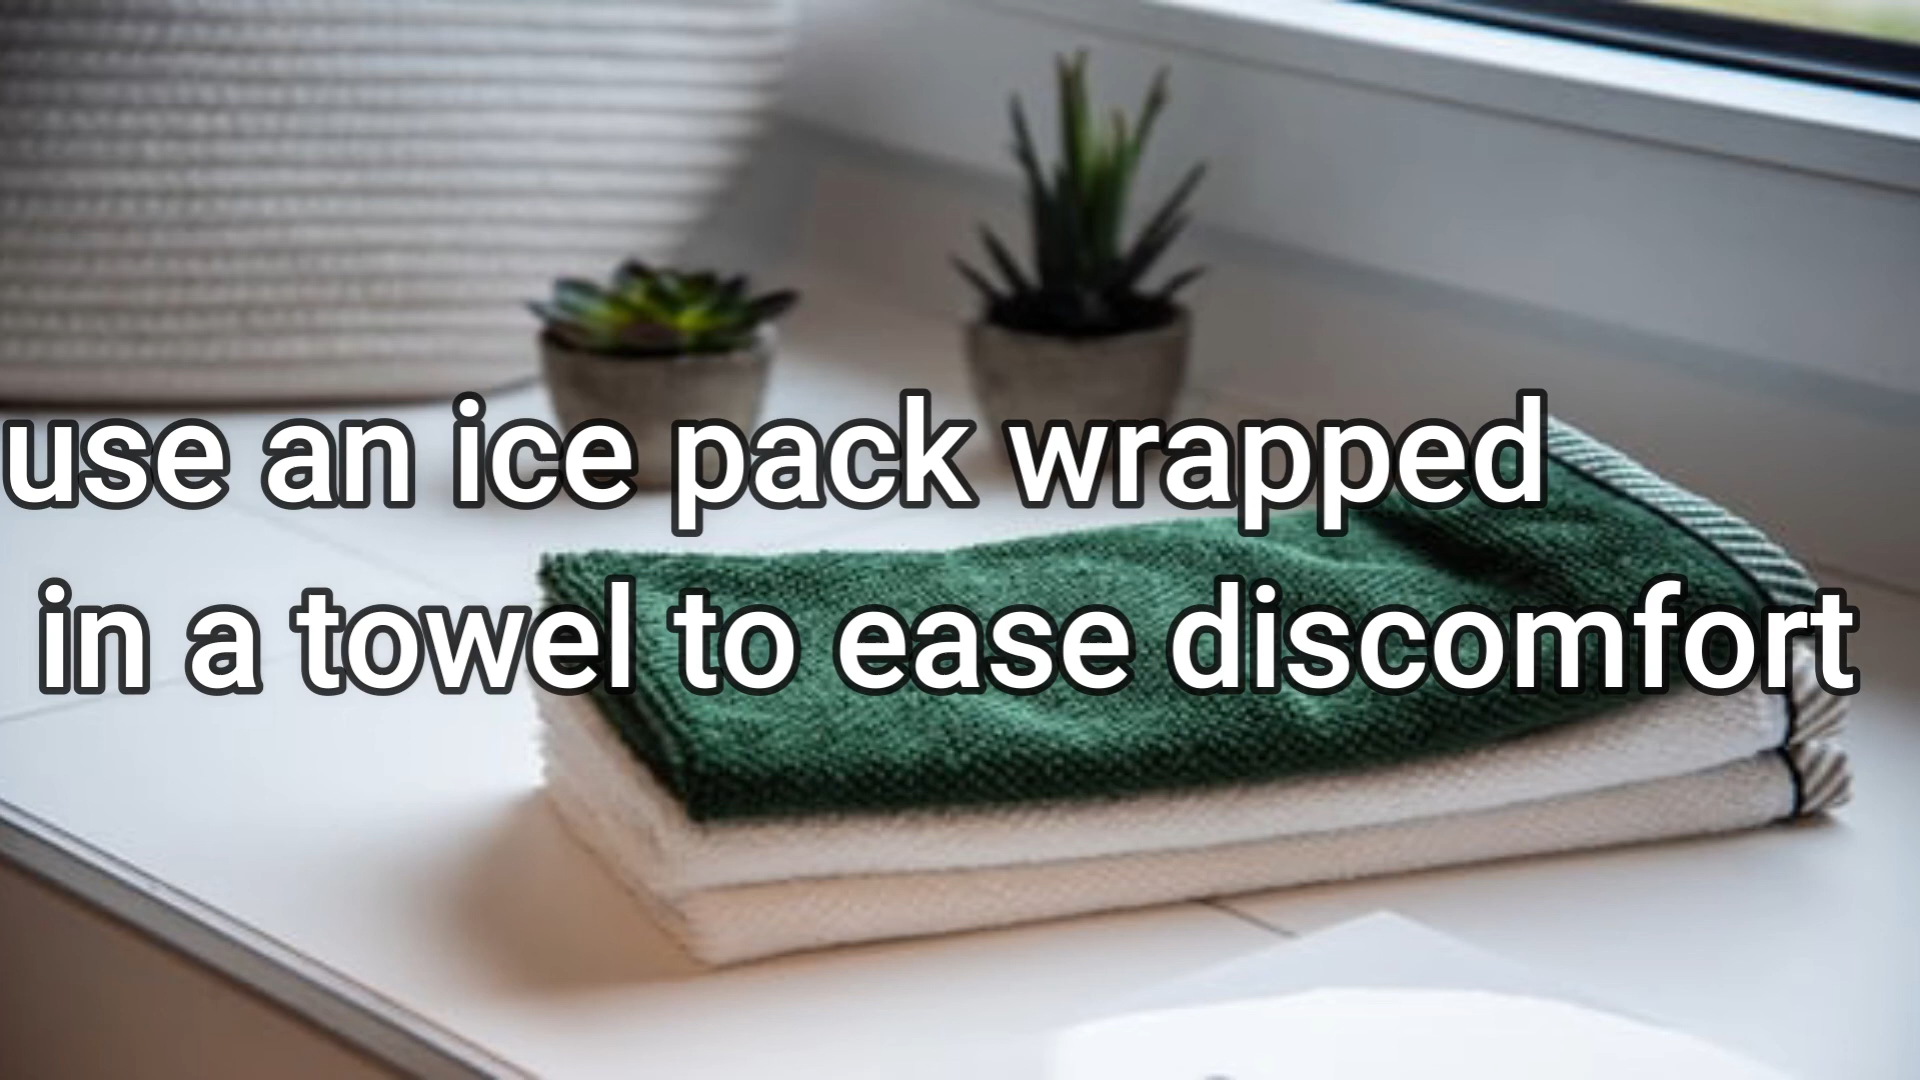 use an ice pack wrapped
in a towel to ease discomfort